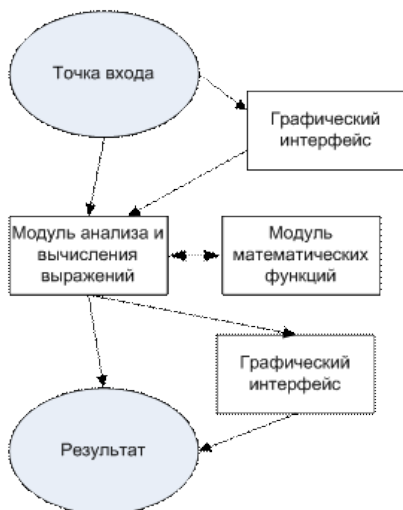 Точка входа
Графический
интерфейс
Модуль анализа и
вычисления
выражений
Модуль
математических
функций
Графический
интерфейс
Результат